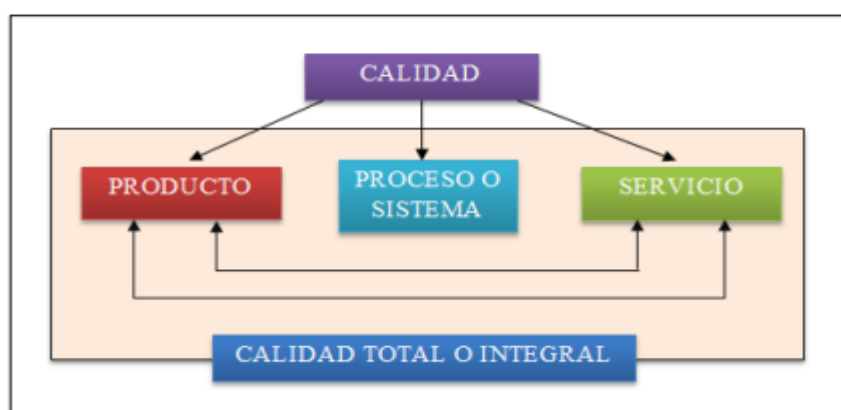 CALIDAD
PRODUCTO
PROCESO O
SISTEMA
SERVICIO
CALIDAD TOTAL O INTEGRAL